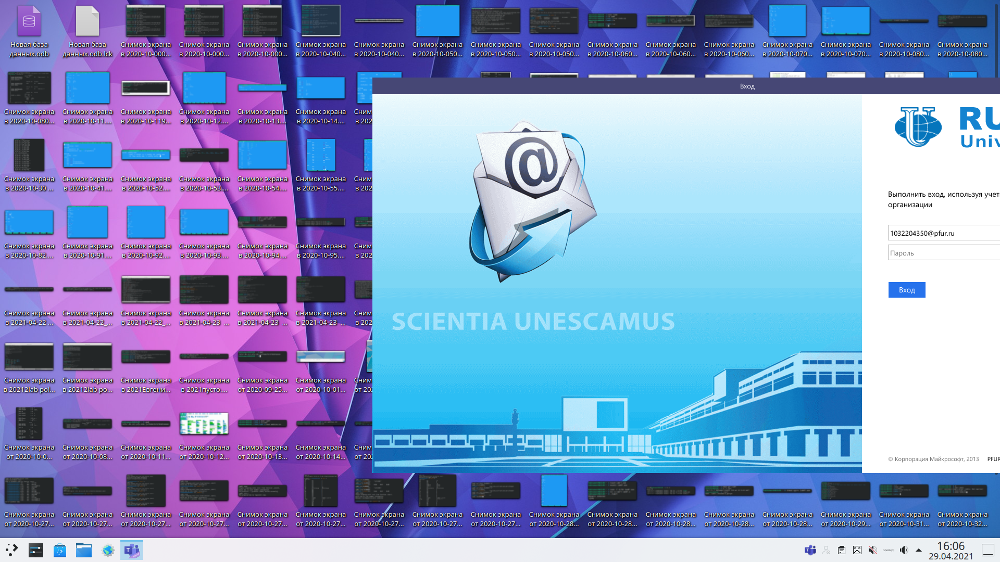 Новая база
данных.odb
Новая база
данных.odb.lck
Снимок экрана
в 2020-10-000...
Снимок экрана
в 2020-10-000...
Снимок экрана
в 2020-10-000...
Снимок экрана
в 2020-10-040...
Снимок экрана
в 2020-10-040...
Снимок экрана
в 2020-10-050...
Снимок экрана
в 2020-10-050...
Снимок экрана
в 2020-10-050...
Снимок экрана
в 2020-10-060...
Снимок экрана
в 2020-10-060...
Снимок экрана
в 2020-10-060...
Снимок экрана
в 2020-10-070...
Снимок экрана
в 2020-10-070...
Снимок экрана
в 2020-10-080...
Снимок экрана
в 2020-10-080...
Снимок экрана
в 2020-10-080...
Снимок экрана
в 2020-10-11....
Снимок экрана
в 2020-10-119...
Снимок экрана
в 2020-10-12....
Снимок экрана
в 2020-10-13....
Снимок экрана
в 2020-10-14....
Сним
в 202
Снимок экрана
в 2020-10-30 ...
Снимок экрана
в 2020-10-41....
Снимок экрана
в 2020-10-52....
Снимок экрана
в 2020-10-53....
Снимок экрана
в 2020-10-54....
Снимок экрана
в 2020-10-55....
Сним
в 202
Снимок экрана
в 2020-10-82....
Снимок экрана
в 2020-10-91....
Снимок экрана
в 2020-10-92....
Снимок экрана
в 2020-10-93....
Снимок экрана
в 2020-10-94....
Снимок экрана
в 2020-10-95....
Сним
в 202
Снимок экрана
в 2021-04-22 ...
Снимок экрана
в 2021-04-22_...
Снимок экрана
в 2021-04-22_...
Снимок экрана
в 2021-04-23 ...
Снимок экрана
в 2021-04-23 ...
Снимок экрана
в 2021-04-23 ...
Сним
в 202
Снимок экрана
в 20212lab pol...
Снимок экрана
в 20212lab po...
Снимок экрана
в 2021Евгени...
Снимок экрана
в 2021пусто....
Снимок экрана
от 2020-09-25...
Снимок экрана
от 2020-10-01...
Сним
от 202
Снимок экрана
от 2020-10-0...
Снимок экрана
от 2020-10-08...
Снимок экрана
от 2020-10-11...
Снимок экрана
от 2020-10-12...
Снимок экрана
от 2020-10-13...
Снимок экрана
от 2020-10-14...
Сним
от 202
Вход
RU
Univ
Выполнить вход, используя учет
организации
1032204350@pfur.ru
Пароль
Вход
SCIENTIA UNESCAMUS
© Корпорация Майкрософт, 2013 PFUR
Снимок экрана
от 2020-10-27...
Снимок экрана
от 2020-10-27...
Снимок экрана
от 2020-10-27...
Снимок экрана
от 2020-10-27...
Снимок экрана
от 2020-10-27...
Снимок экрана
от 2020-10-27...
Снимок экрана
от 2020-10-27...
Снимок экрана
от 2020-10-27...
Снимок экрана
от 2020-10-27...
Снимок экрана
от 2020-10-28...
Снимок экрана
от 2020-10-28...
Снимок экрана
от 2020-10-28...
Снимок экрана
от 2020-10-28...
Снимок экрана
от 2020-10-28...
Снимок экрана
от 2020-10-29...
Снимок экрана
от 2020-10-31...
Снимок экрана
от 2020-10-32...
16:06
29.04.2021